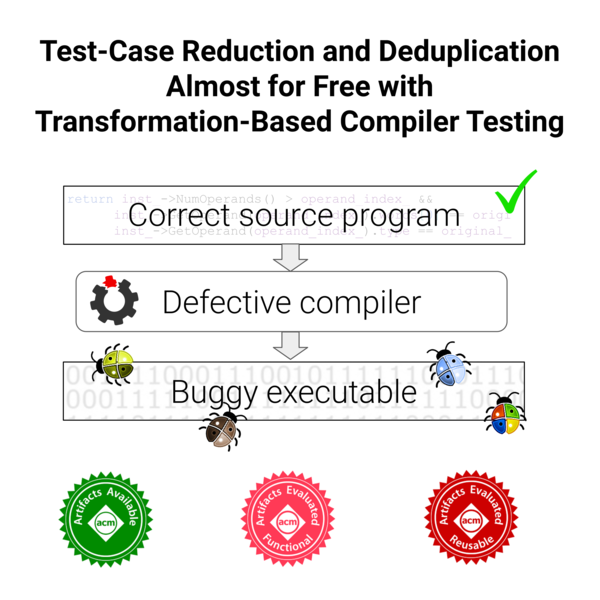 Test-Case Reduction and Deduplication
Almost for Free with
Transformation-Based Compiler Testing
return inst_->NumOperands() > operand_index_ &&
Correct source program
inst_->GetOperand(operand_index_).type == original_
Defective compiler
Buggy executable
Artifacts Available
acm
Artifacts Evaluated
acm
Functional
Artifacts Evaluated
acm
Reusable